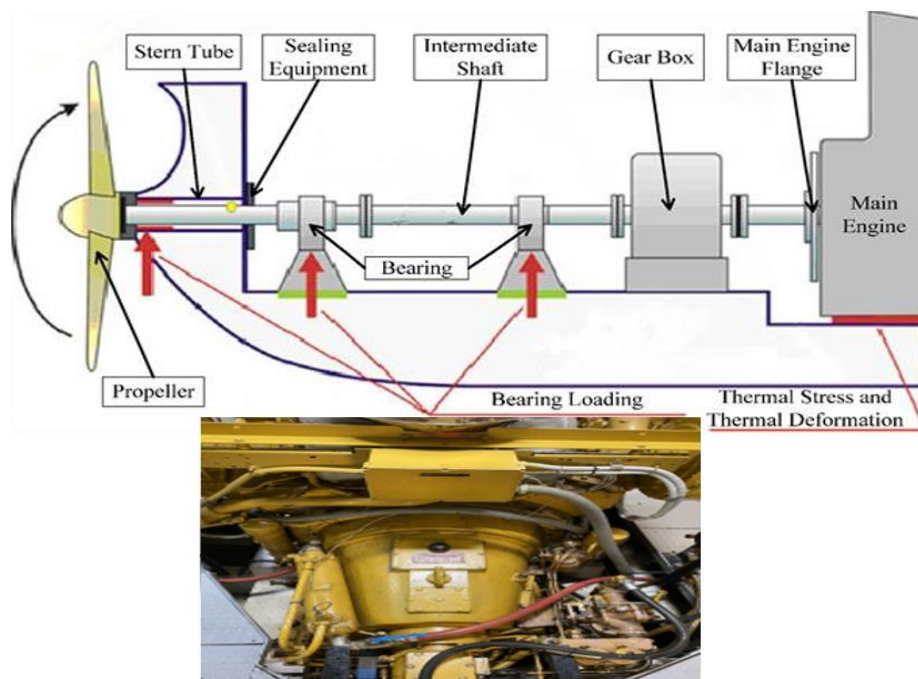 Stern Tube
Sealing
Equipment
Intermediate
Shaft
Gear Box
Main Engine
Flange
Main
Engine
Bearing
Propeller
Bearing Loading
Thermal Stress and
Thermal Deformation